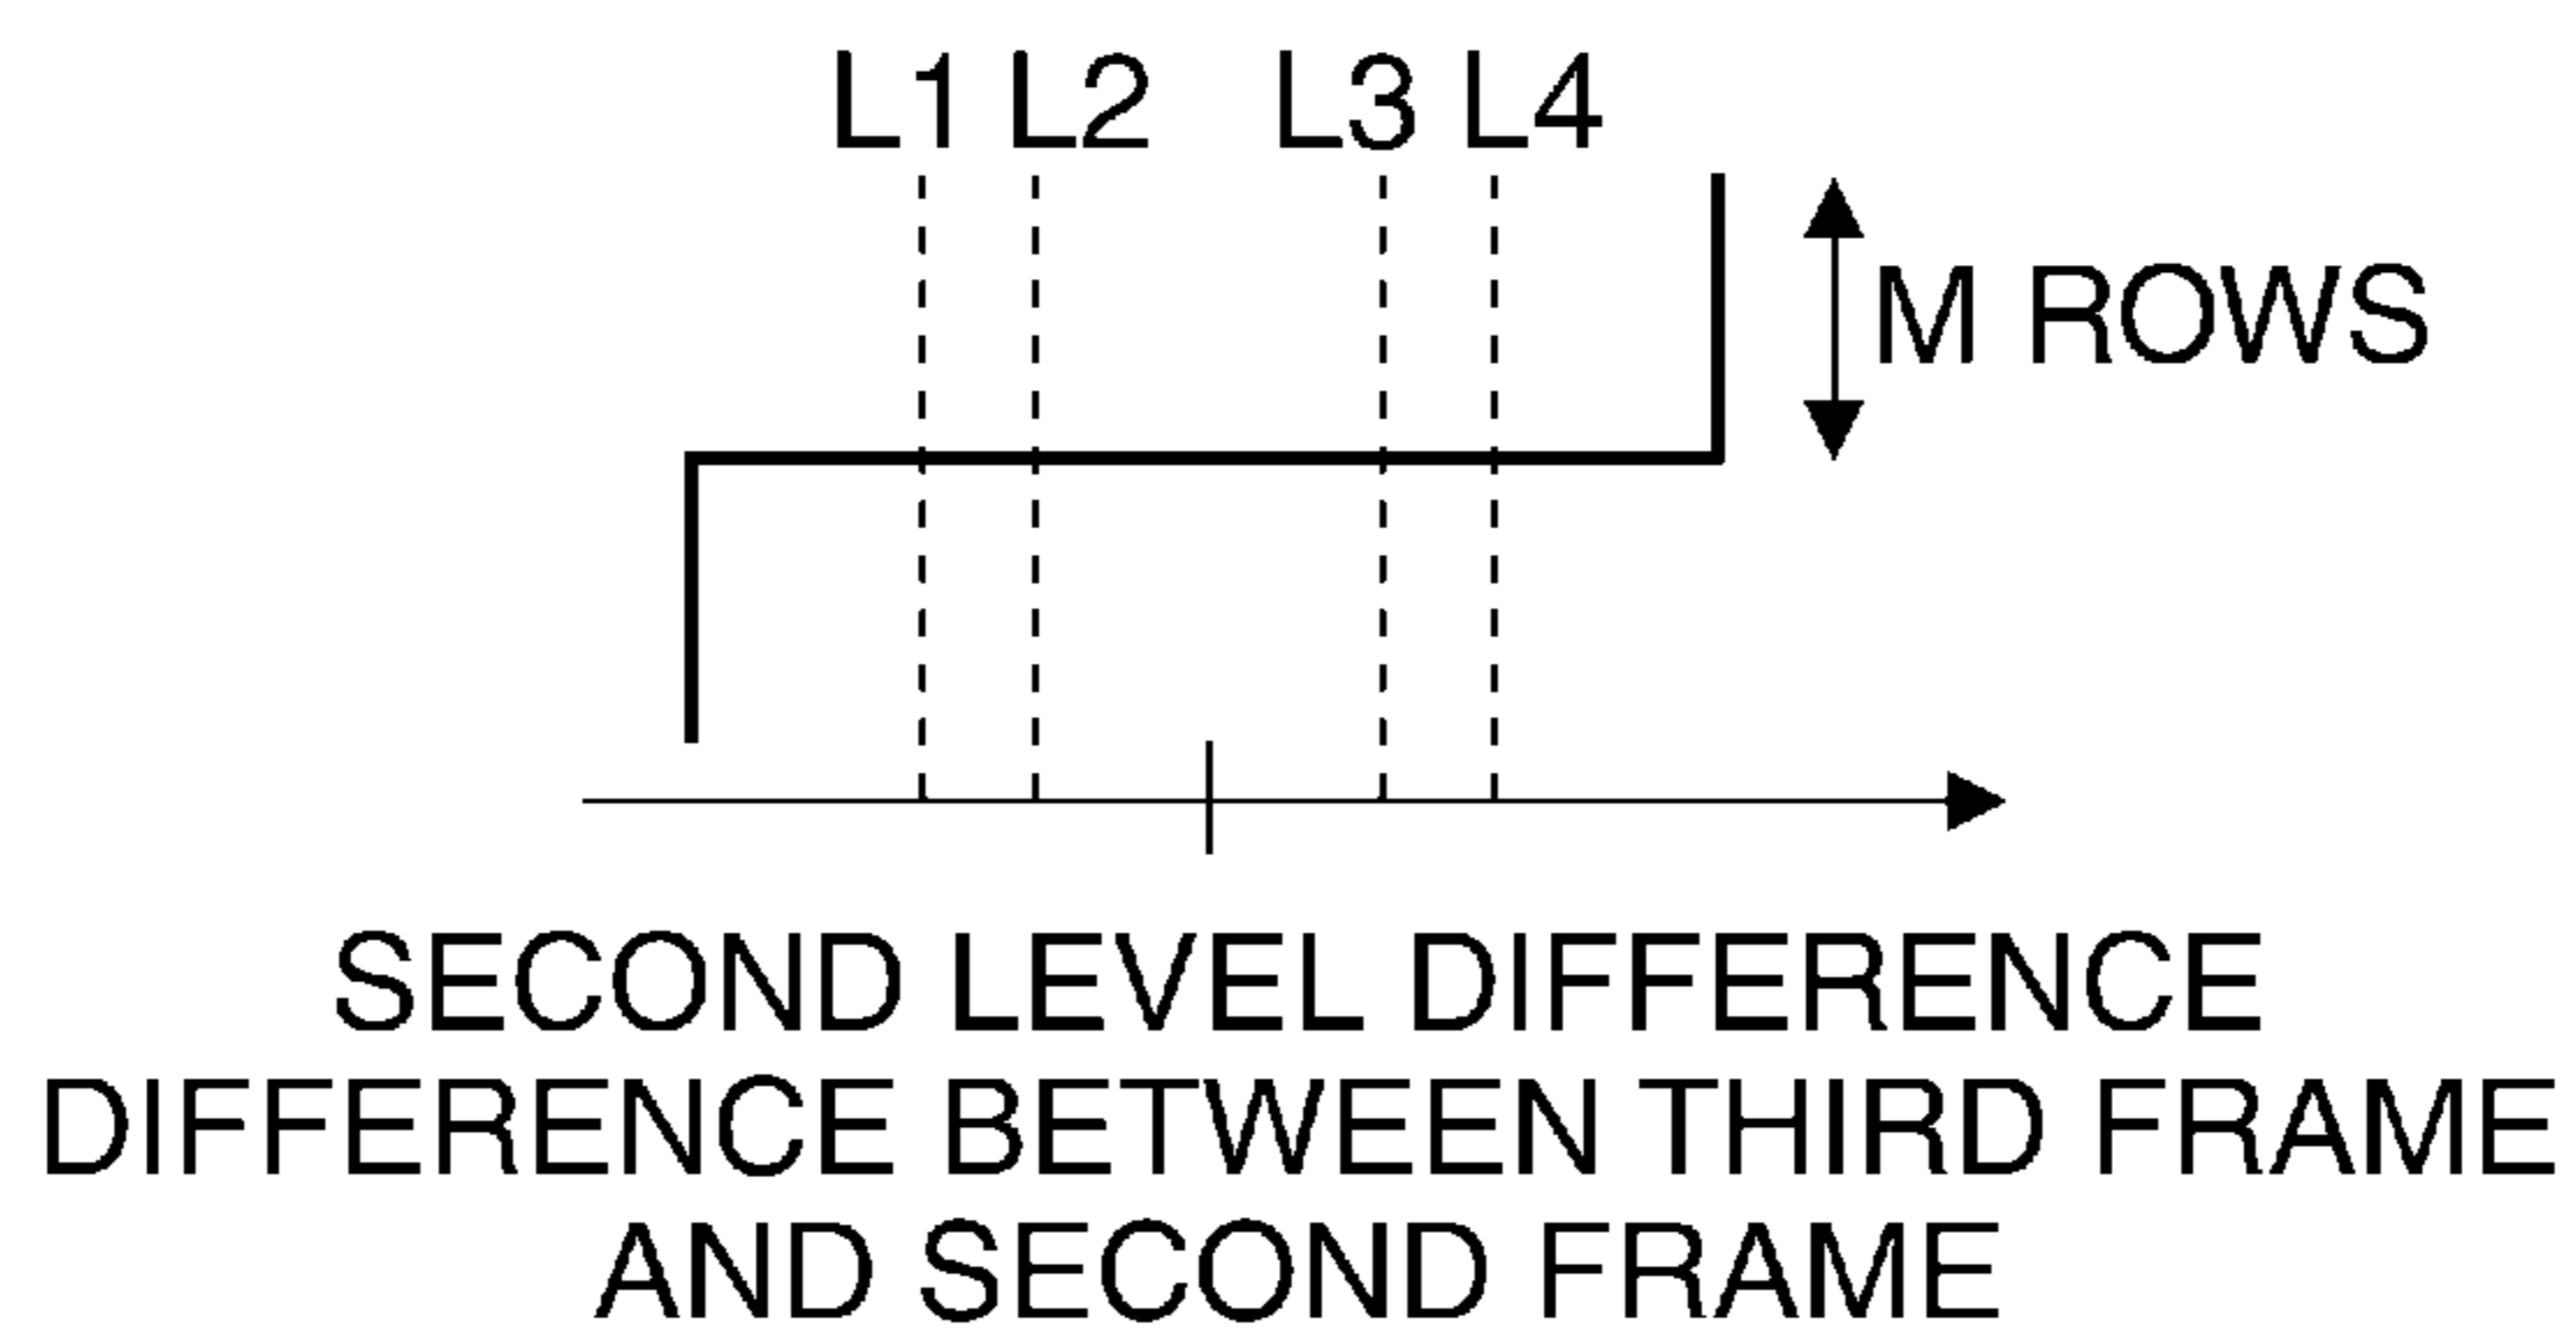 L1 L2 L3 L4
M ROWS
SECOND LEVEL DIFFERENCE
DIFFERENCE BETWEEN THIRD FRAME
AND SECOND FRAME